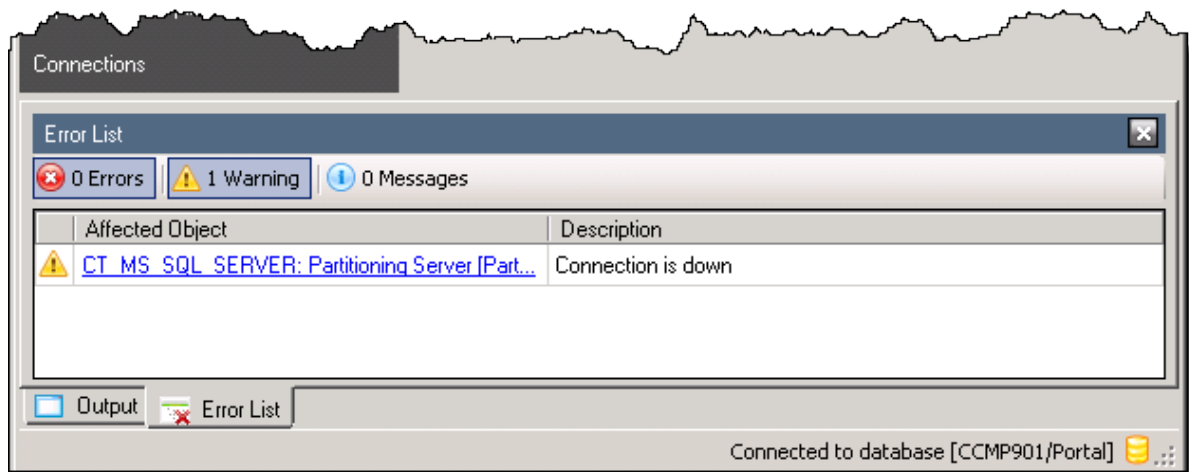 Connections
Error List
0 Errors 1 Warning 0 Messages
Affected Object Description
CT_MS_SQL_SERVER: Partitioning Server [Part... Connection is down
Output Error List
Connected to database [CCMP901/Portal]